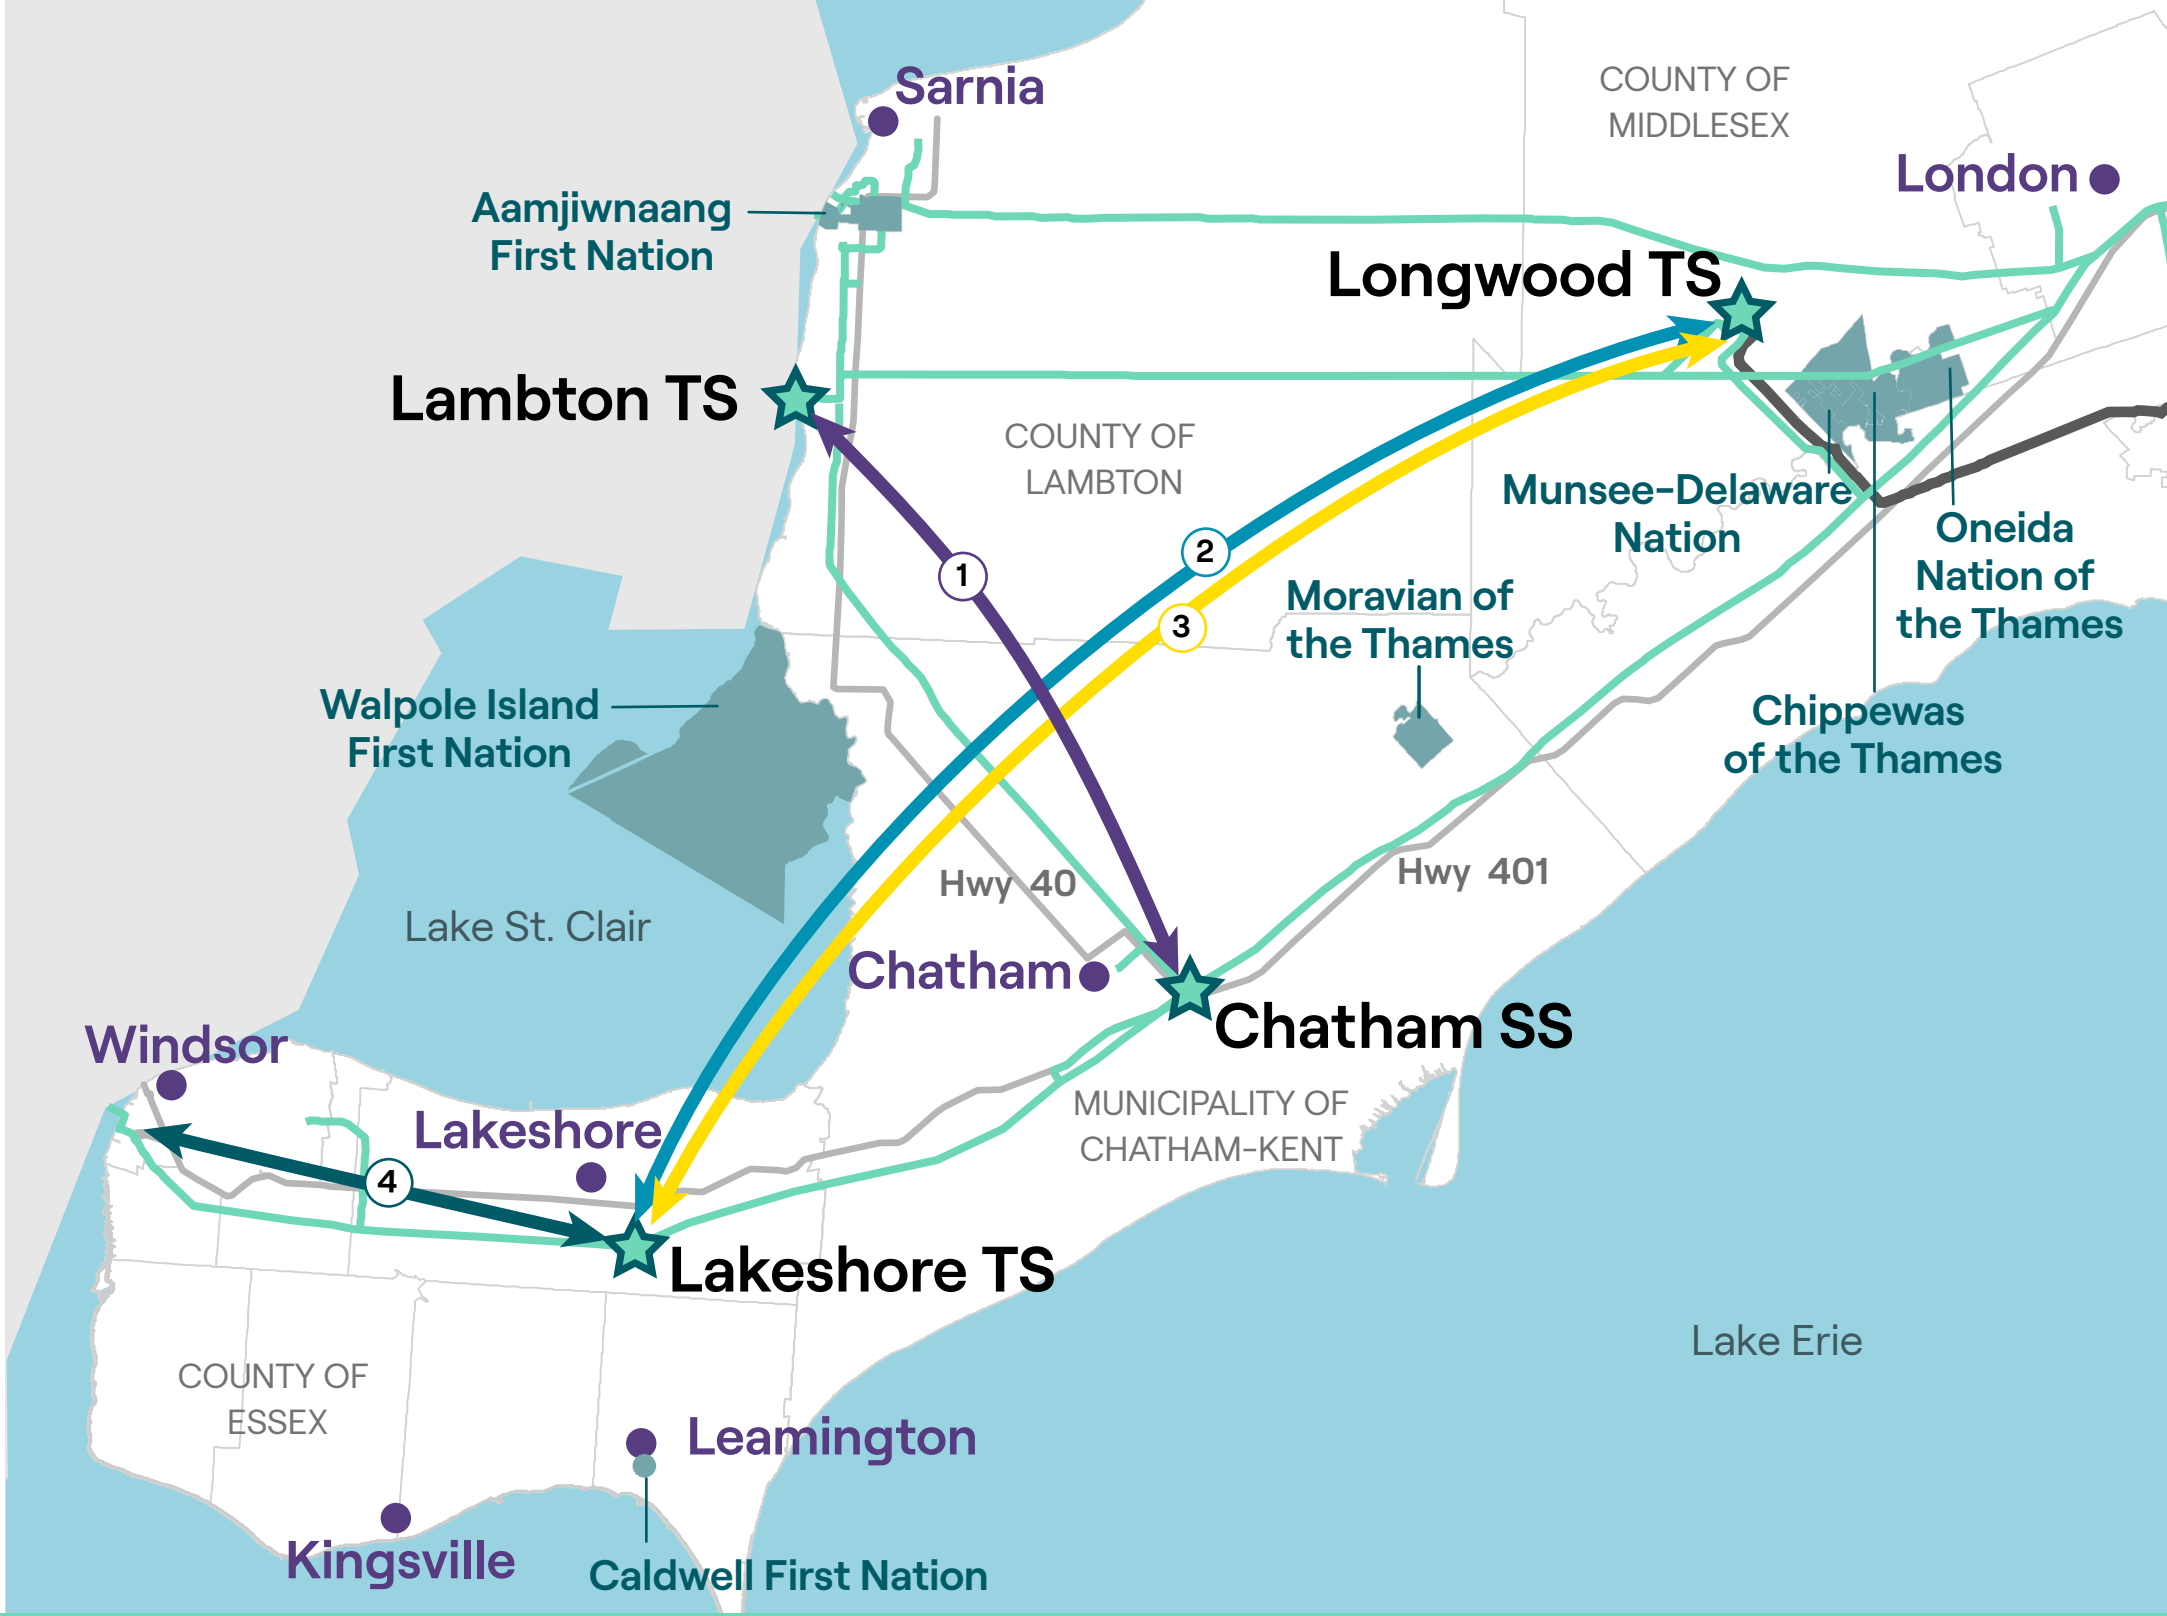 Sarnia
COUNTY OF
MIDDLESEX
London
Aamjiwnaang
First Nation
Longwood TS
Lambton TS
COUNTY OF
LAMBTON
Munsee-Delaware
Nation
Oneida
Nation of
the Thames
2
1
3
Moravian of
the Thames
Walpole Island
First Nation
Chippewas
of the Thames
Hwy 40
Hwy 401
Lake St. Clair
Chatham
Chatham SS
Windsor
Lakeshore
MUNICIPALITY OF
CHATHAM-KENT
4
Lakeshore TS
Lake Erie
COUNTY OF
ESSEX
Leamington
Kingsville
Caldwell First Nation